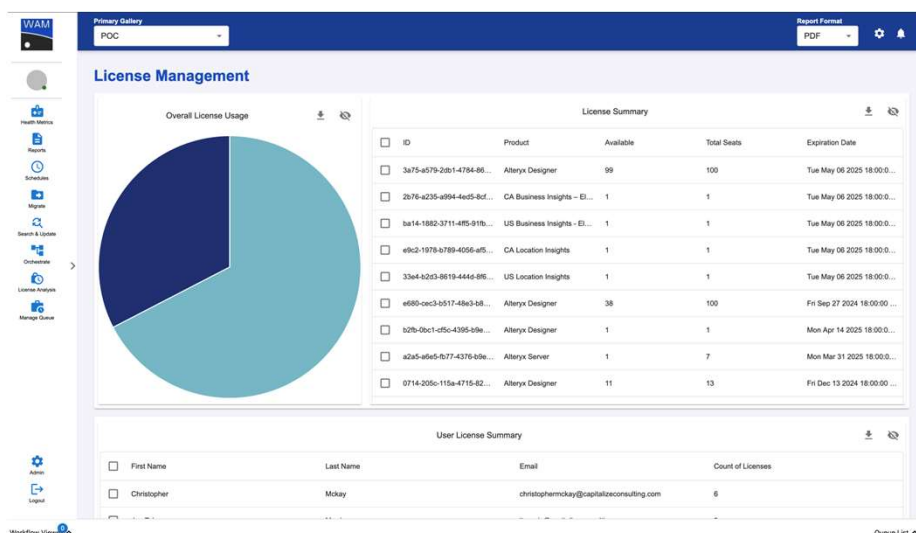 WAM
Primary Gallery
POC
Report Format
PDF
License Management
Health Metrics
Reports
Schedules
Migrate
Search & Update
Orchestrate
License Analysis
Manage Queue
Admin
Logout
Overall License Usage
License Summary
ID Product Available Total Seats Expiration Date
3a75-a579-2db1-4784-86... Alteryx Designer 99 100 Tue May 06 2025 18:00:0...
2b76-a235-a994-4ed5-8cf... CA Business Insights – El... 1 1 Tue May 06 2025 18:00:0...
ba14-1882-3711-4ff5-91fb... US Business Insights - El... 1 1 Tue May 06 2025 18:00:0...
e9c2-1978-b789-4056-af5... CA Location Insights 1 1 Tue May 06 2025 18:00:0...
33e4-b2d3-8619-444d-8f6... US Location Insights 1 1 Tue May 06 2025 18:00:0...
e680-cec3-b517-48e3-b8... Alteryx Designer 38 100 Fri Sep 27 2024 18:00:00 ...
b2fb-0bc1-cf5c-4395-b9e... Alteryx Designer 1 1 Mon Apr 14 2025 18:00:0...
a2a5-a6e5-fb77-4376-b9e... Alteryx Server 1 7 Mon Mar 31 2025 18:00:0...
0714-205c-115a-4715-82... Alteryx Designer 11 13 Fri Dec 13 2024 18:00:00 ...
User License Summary
First Name Last Name Email Count of Licenses
Christopher Mckay christophermckay@capitalizeconsulting.com 6
Workflow View 0
Queue List